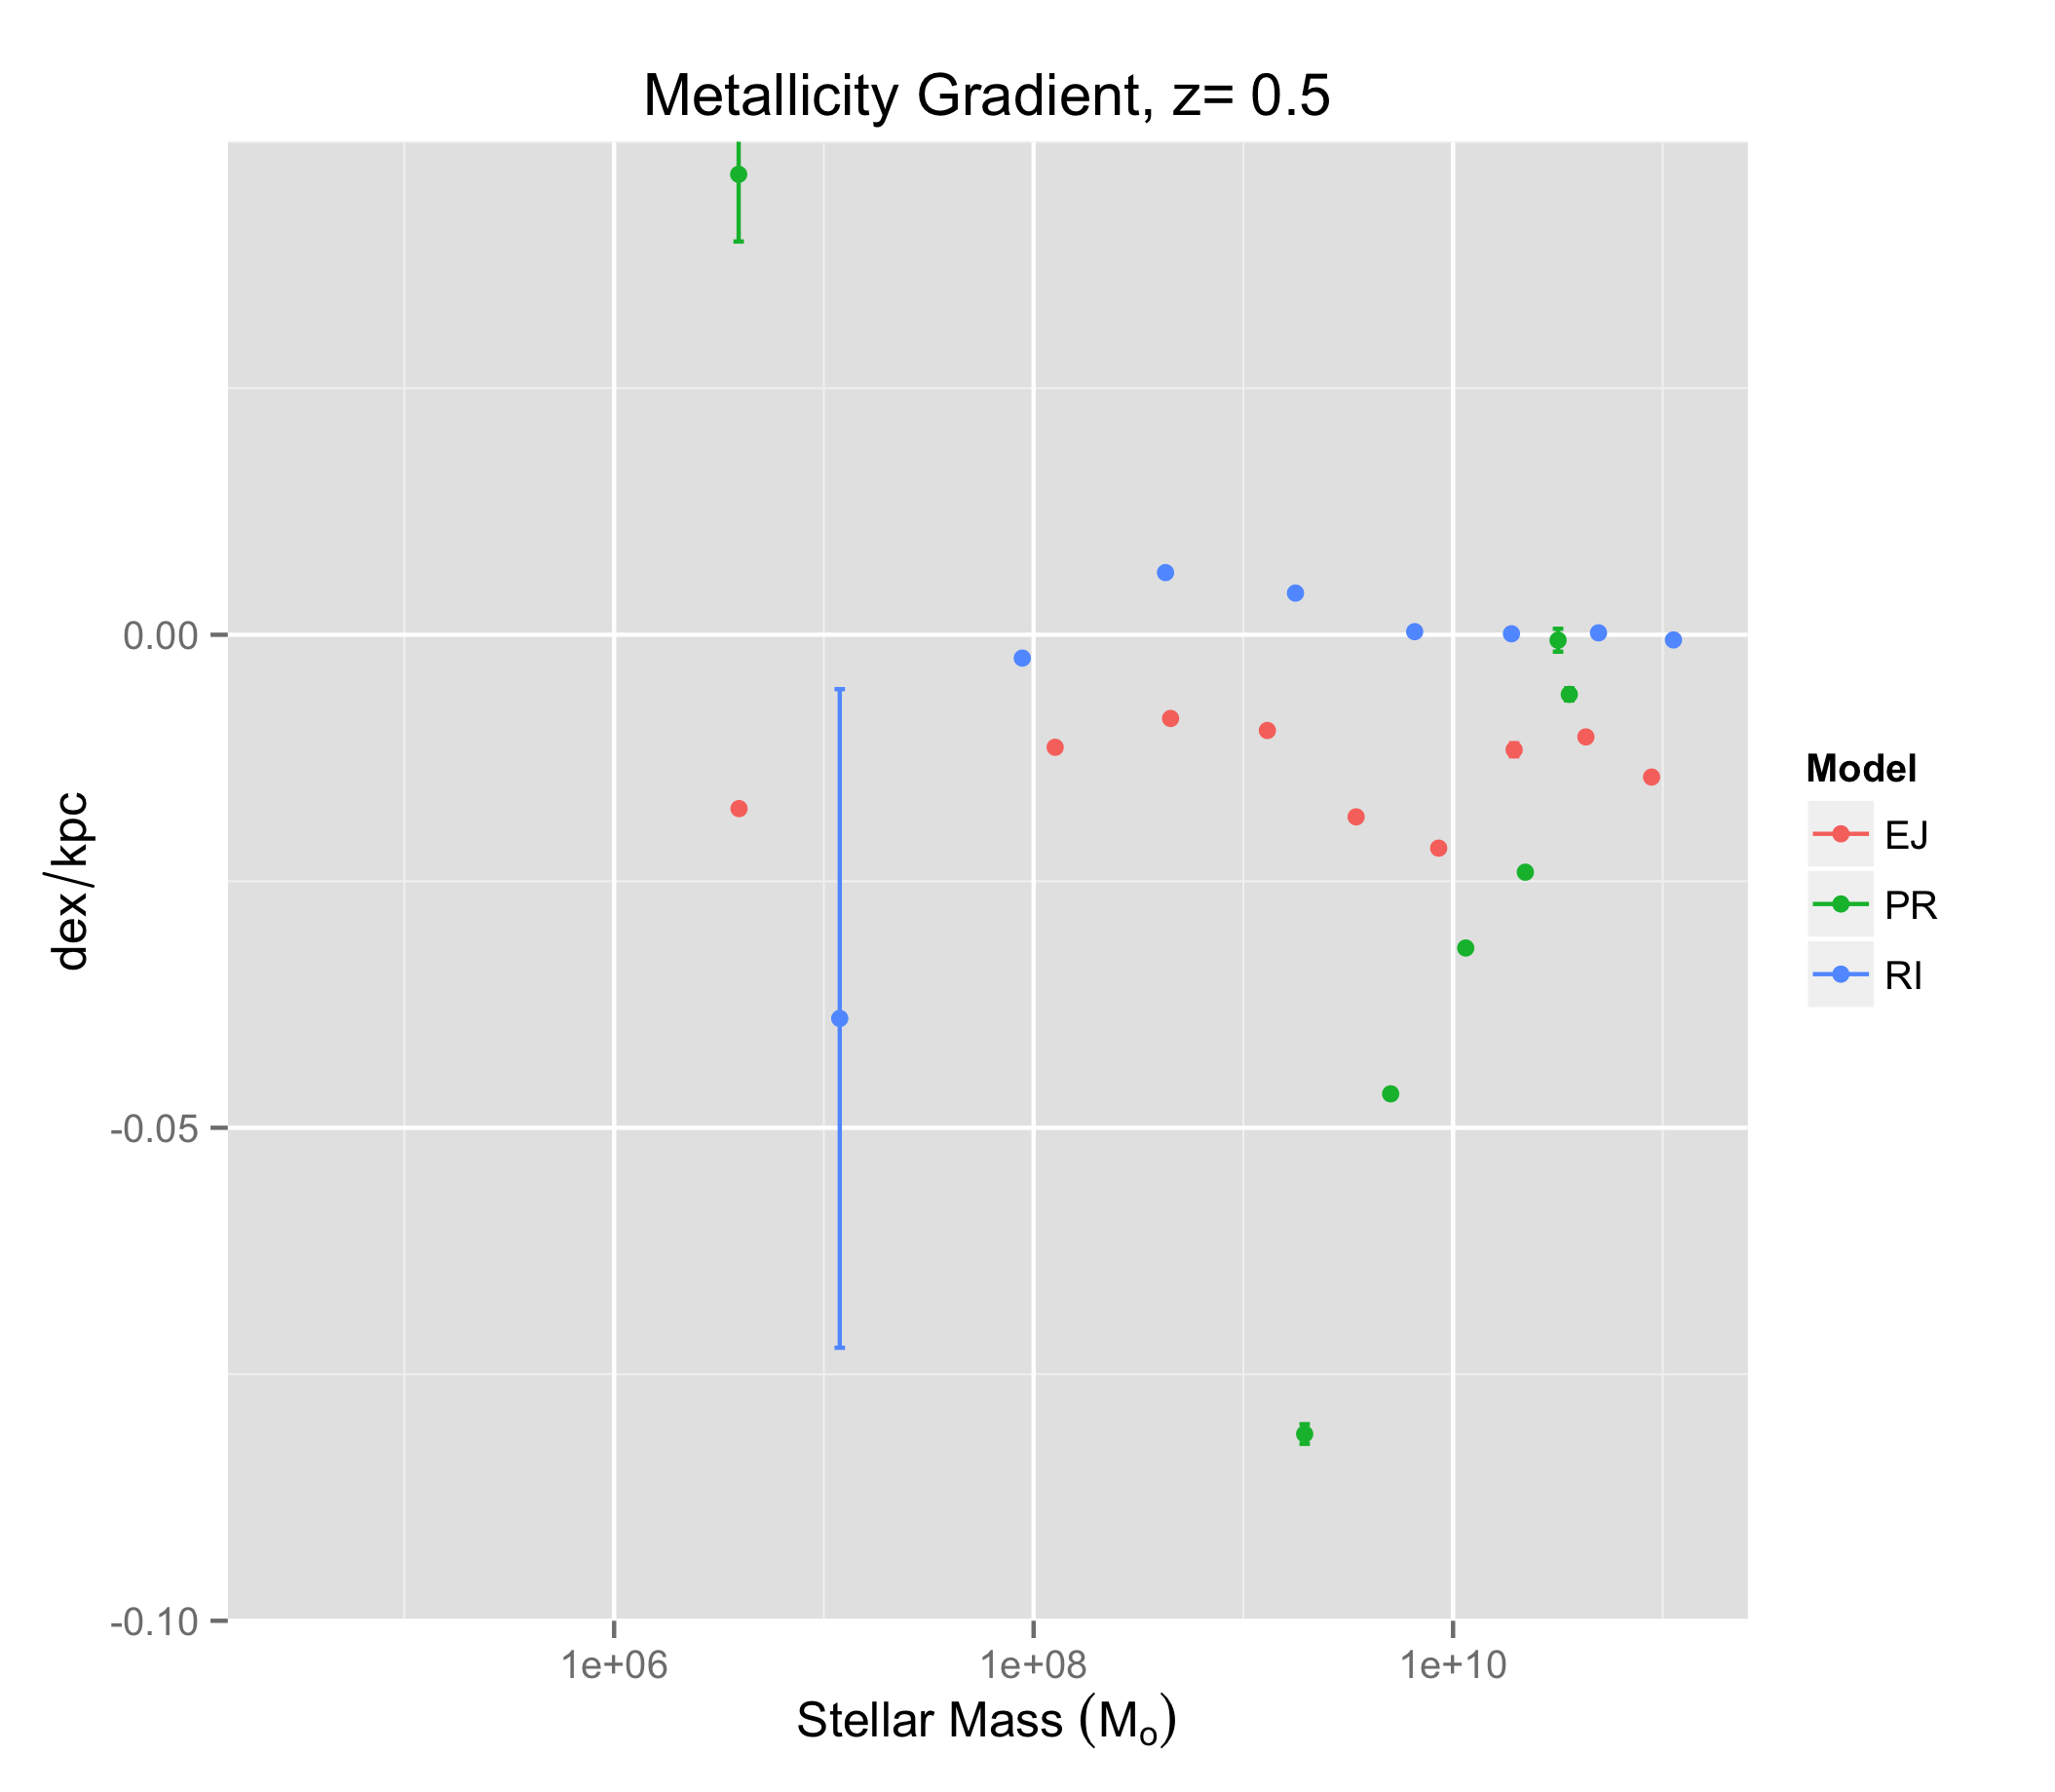 Metallicity Gradient, z= 0.5
dex/kpc
0.00
-0.05
-0.10
1e+06
1e+08
1e+10
Stellar Mass (Mo)
Model
EJ
PR
RI